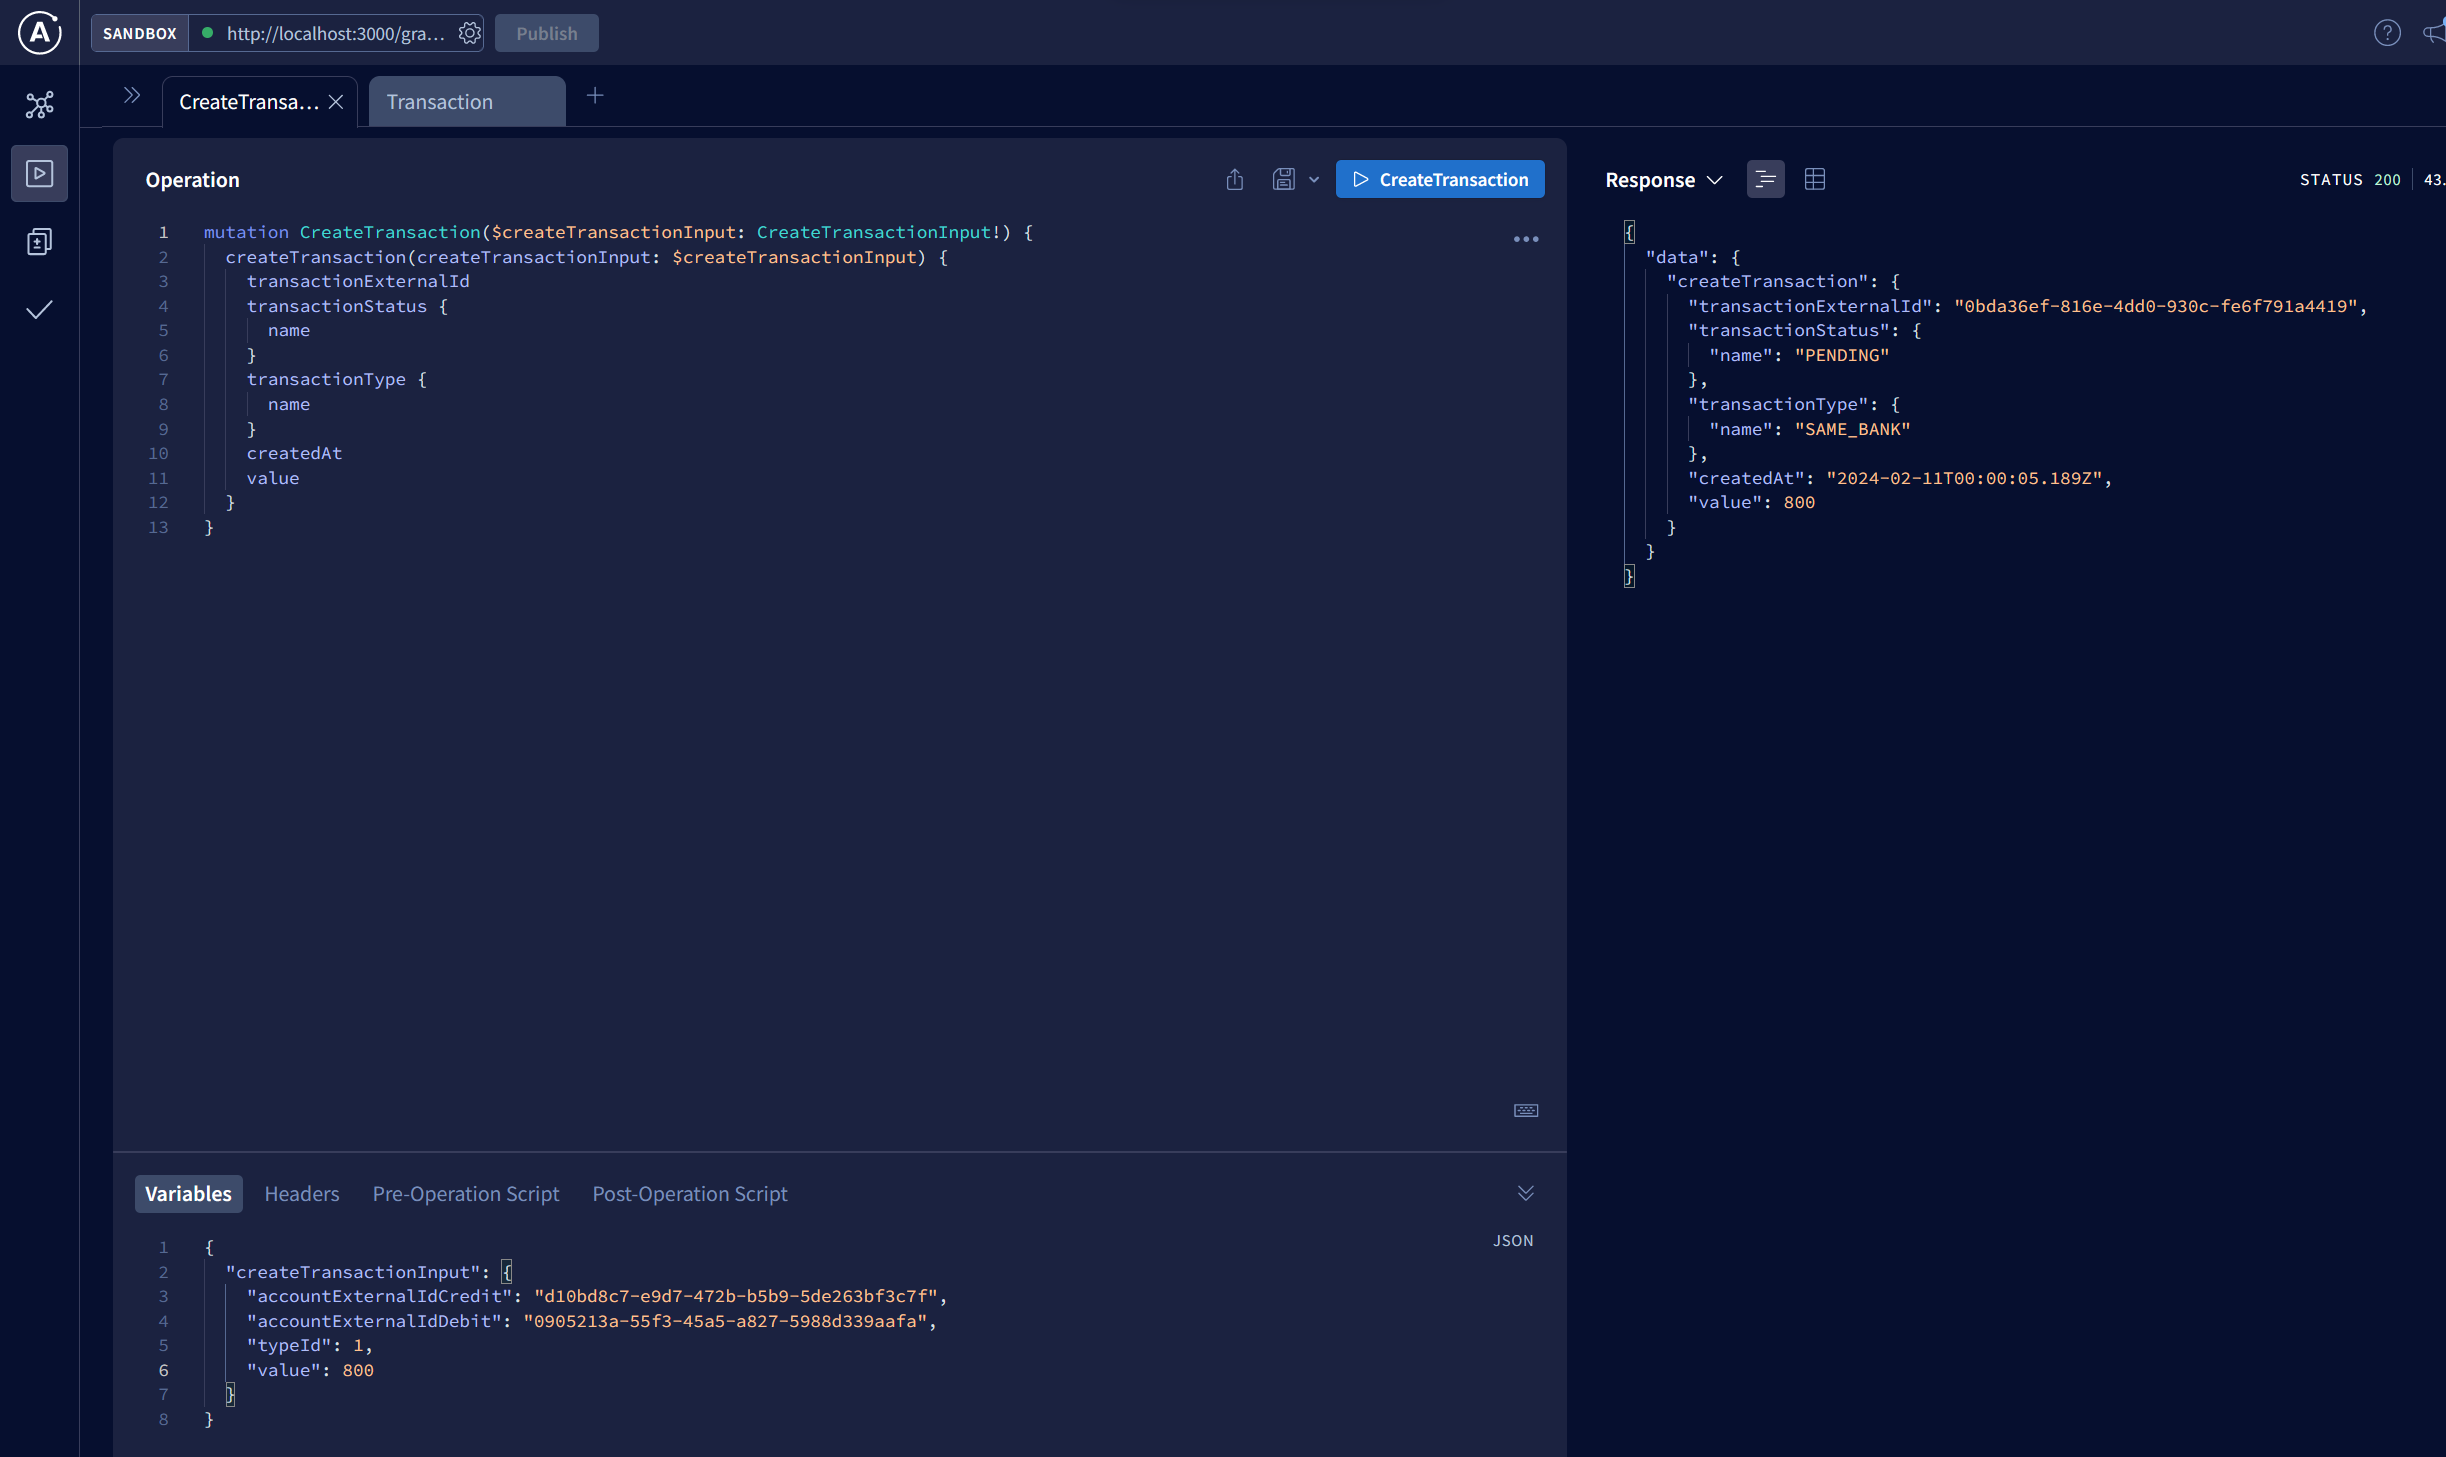 SANDBOX http://localhost:3000/gra... Publish
CreateTransa... Transaction
Operation CreateTransaction
1 mutation CreateTransaction($createTransactionInput: CreateTransactionInput!) {
2 createTransaction(createTransactionInput: $createTransactionInput) {
3 transactionExternalId
4 transactionStatus {
5 name
6 }
7 transactionType {
8 name
9 }
10 createdAt
11 value
12 }
13 }
Response STATUS 200 43.
{
"data": {
"createTransaction": {
"transactionExternalId": "0bda36ef-816e-4dd0-930c-fe6f791a4419",
"transactionStatus": {
"name": "PENDING"
},
"transactionType": {
"name": "SAME_BANK"
},
"createdAt": "2024-02-11T00:00:05.189Z",
"value": 800
}
}
}
Variables Headers Pre-Operation Script Post-Operation Script
JSON
1 {
2 "createTransactionInput": {
3 "accountExternalIdCredit": "d10bd8c7-e9d7-472b-b5b9-5de263bf3c7f",
4 "accountExternalIdDebit": "0905213a-55f3-45a5-a827-5988d339aafa",
5 "typeId": 1,
6 "value": 800
7 }
8 }